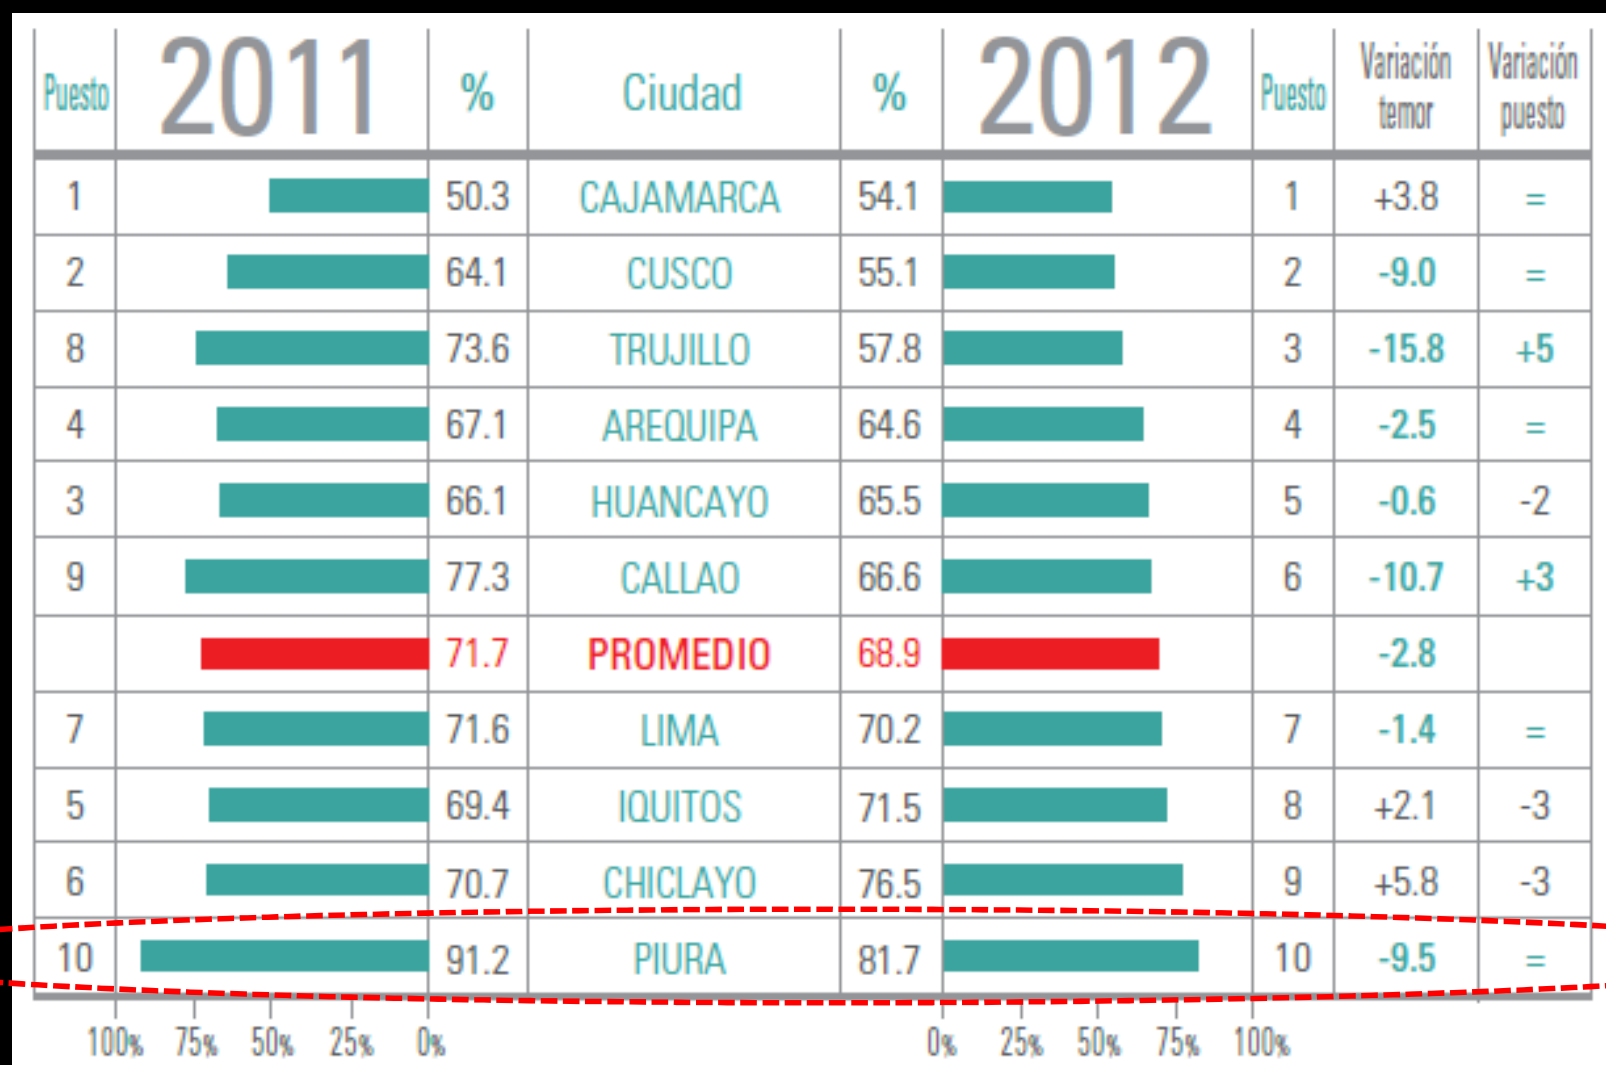 Puesto 2011 % Ciudad % 2012 Puesto Variación temor Variación puesto
1 50.3 CAJAMARCA 54.1 1 +3.8 =
2 64.1 CUSCO 55.1 2 -9.0 =
8 73.6 TRUJILLO 57.8 3 -15.8 +5
4 67.1 AREQUIPA 64.6 4 -2.5 =
3 66.1 HUANCAYO 65.5 5 -0.6 -2
9 77.3 CALLAO 66.6 6 -10.7 +3
71.7 PROMEDIO 68.9 -2.8
7 71.6 LIMA 70.2 7 -1.4 =
5 69.4 IQUITOS 71.5 8 +2.1 -3
6 70.7 CHICLAYO 76.5 9 +5.8 -3
10 91.2 PIURA 81.7 10 -9.5 =
100% 75% 50% 25% 0% 0% 25% 50% 75% 100%